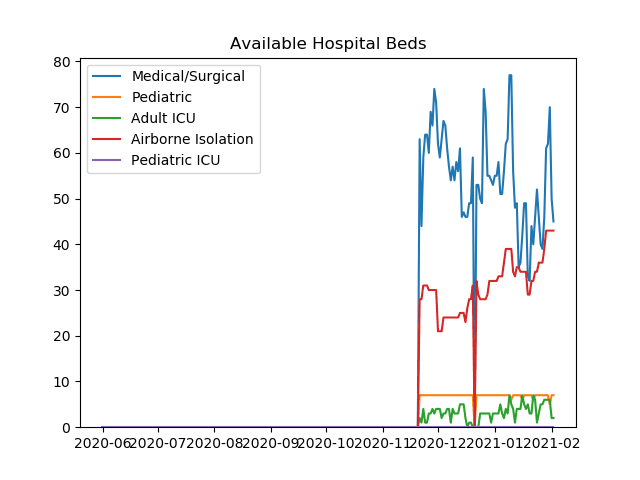 Available Hospital Beds
80
70
60
50
40
30
20
10
0
Medical/Surgical
Pediatric
Adult ICU
Airborne Isolation
Pediatric ICU
2020-06 2020-07 2020-08 2020-09 2020-10 2020-11 2020-12 2021-01 2021-02